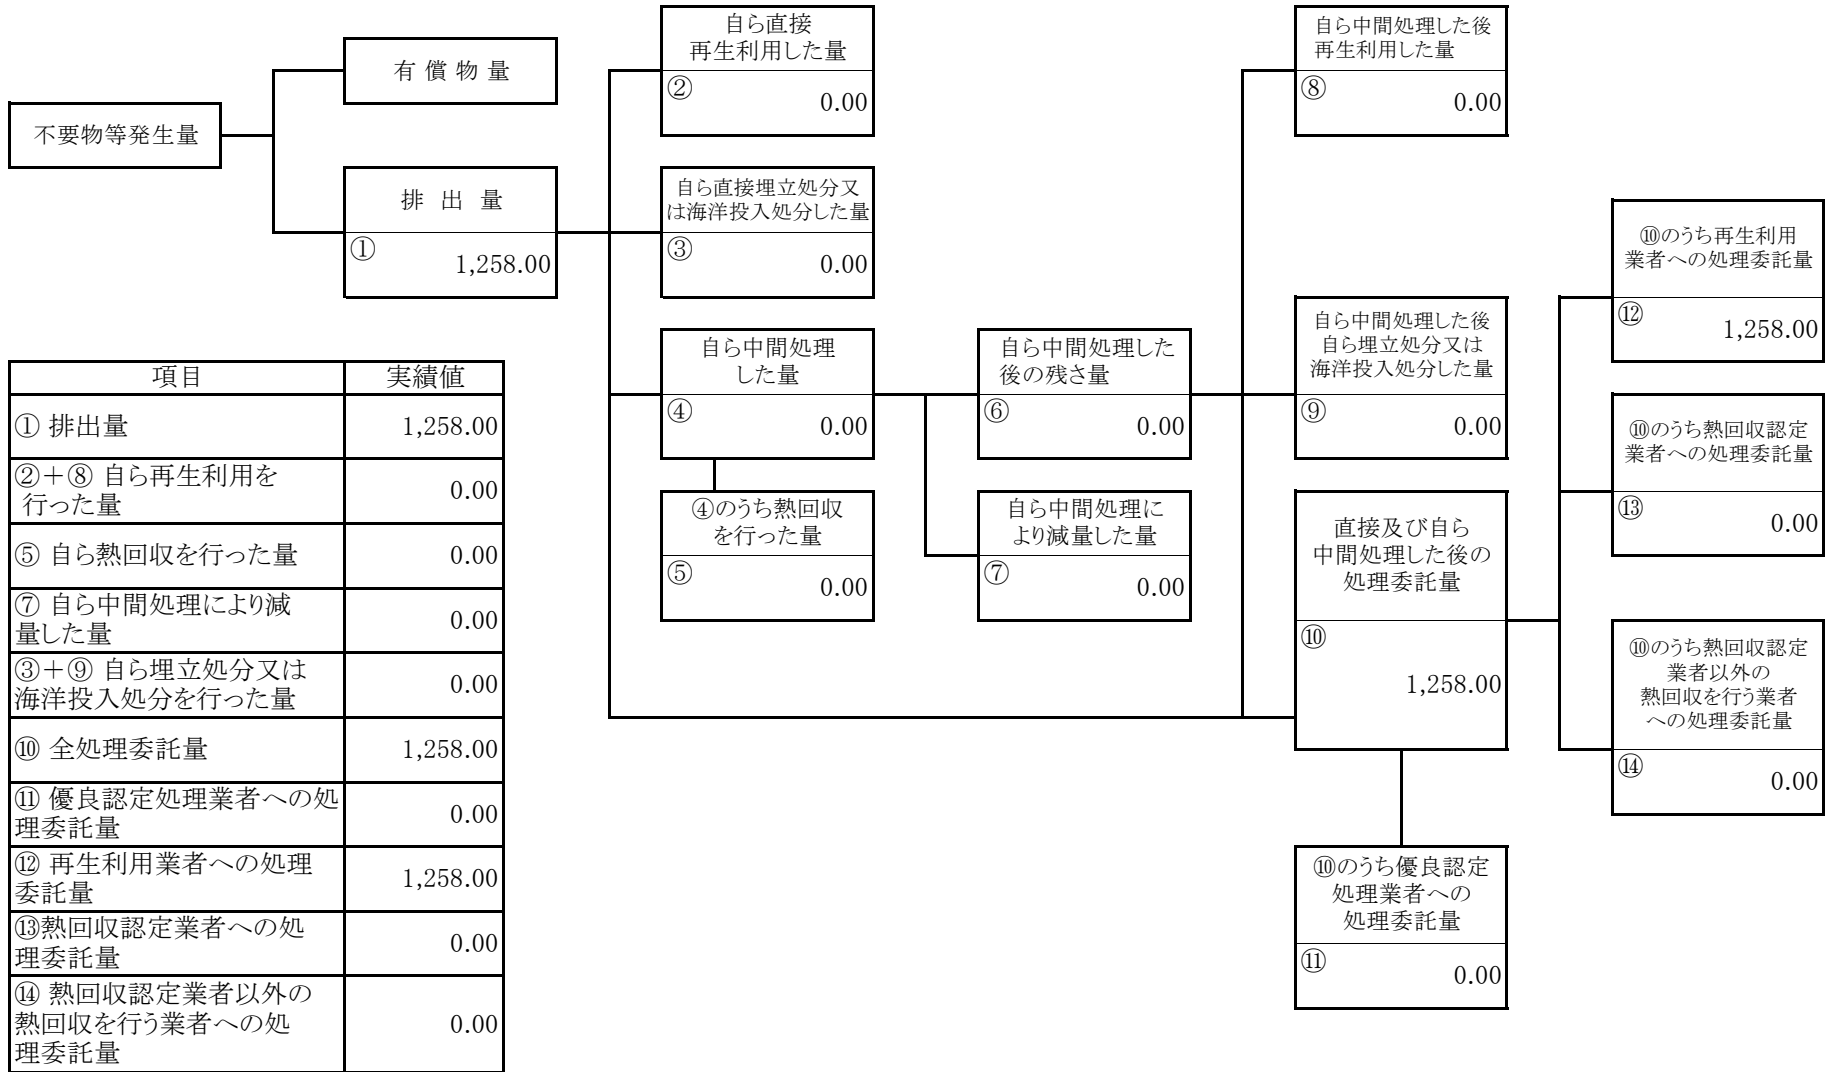 不要物等発生量
有 償 物 量
排 出 量
①
1,258.00
自ら直接
再生利用した量
②
0.00
自ら直接埋立処分又
は海洋投入処分した量
③
0.00
自ら中間処理
した量
④
0.00
④のうち熱回収
を行った量
⑤
0.00
自ら中間処理した
後の残さ量
⑥
0.00
自ら中間処理に
より減量した量
⑦
0.00
自ら中間処理した後
再生利用した量
⑧
0.00
自ら中間処理した後
自ら埋立処分又は
海洋投入処分した量
⑨
0.00
直接及び自ら
中間処理した後の
処理委託量
⑩
1,258.00
⑩のうち優良認定
処理業者への
処理委託量
⑪
0.00
⑩のうち再生利用
業者への処理委託量
⑫
1,258.00
⑩のうち熱回収認定
業者への処理委託量
⑬
0.00
⑩のうち熱回収認定
業者以外の
熱回収を行う業者
への処理委託量
⑭
0.00
項目 実績値
① 排出量 1,258.00
②＋⑧ 自ら再生利用を
行った量 0.00
⑤ 自ら熱回収を行った量 0.00
⑦ 自ら中間処理により減
量した量 0.00
③＋⑨ 自ら埋立処分又は
海洋投入処分を行った量 0.00
⑩ 全処理委託量 1,258.00
⑪ 優良認定処理業者への処
理委託量 0.00
⑫ 再生利用業者への処理
委託量 1,258.00
⑬熱回収認定業者への処
理委託量 0.00
⑭ 熱回収認定業者以外の
熱回収を行う業者への処
理委託量 0.00